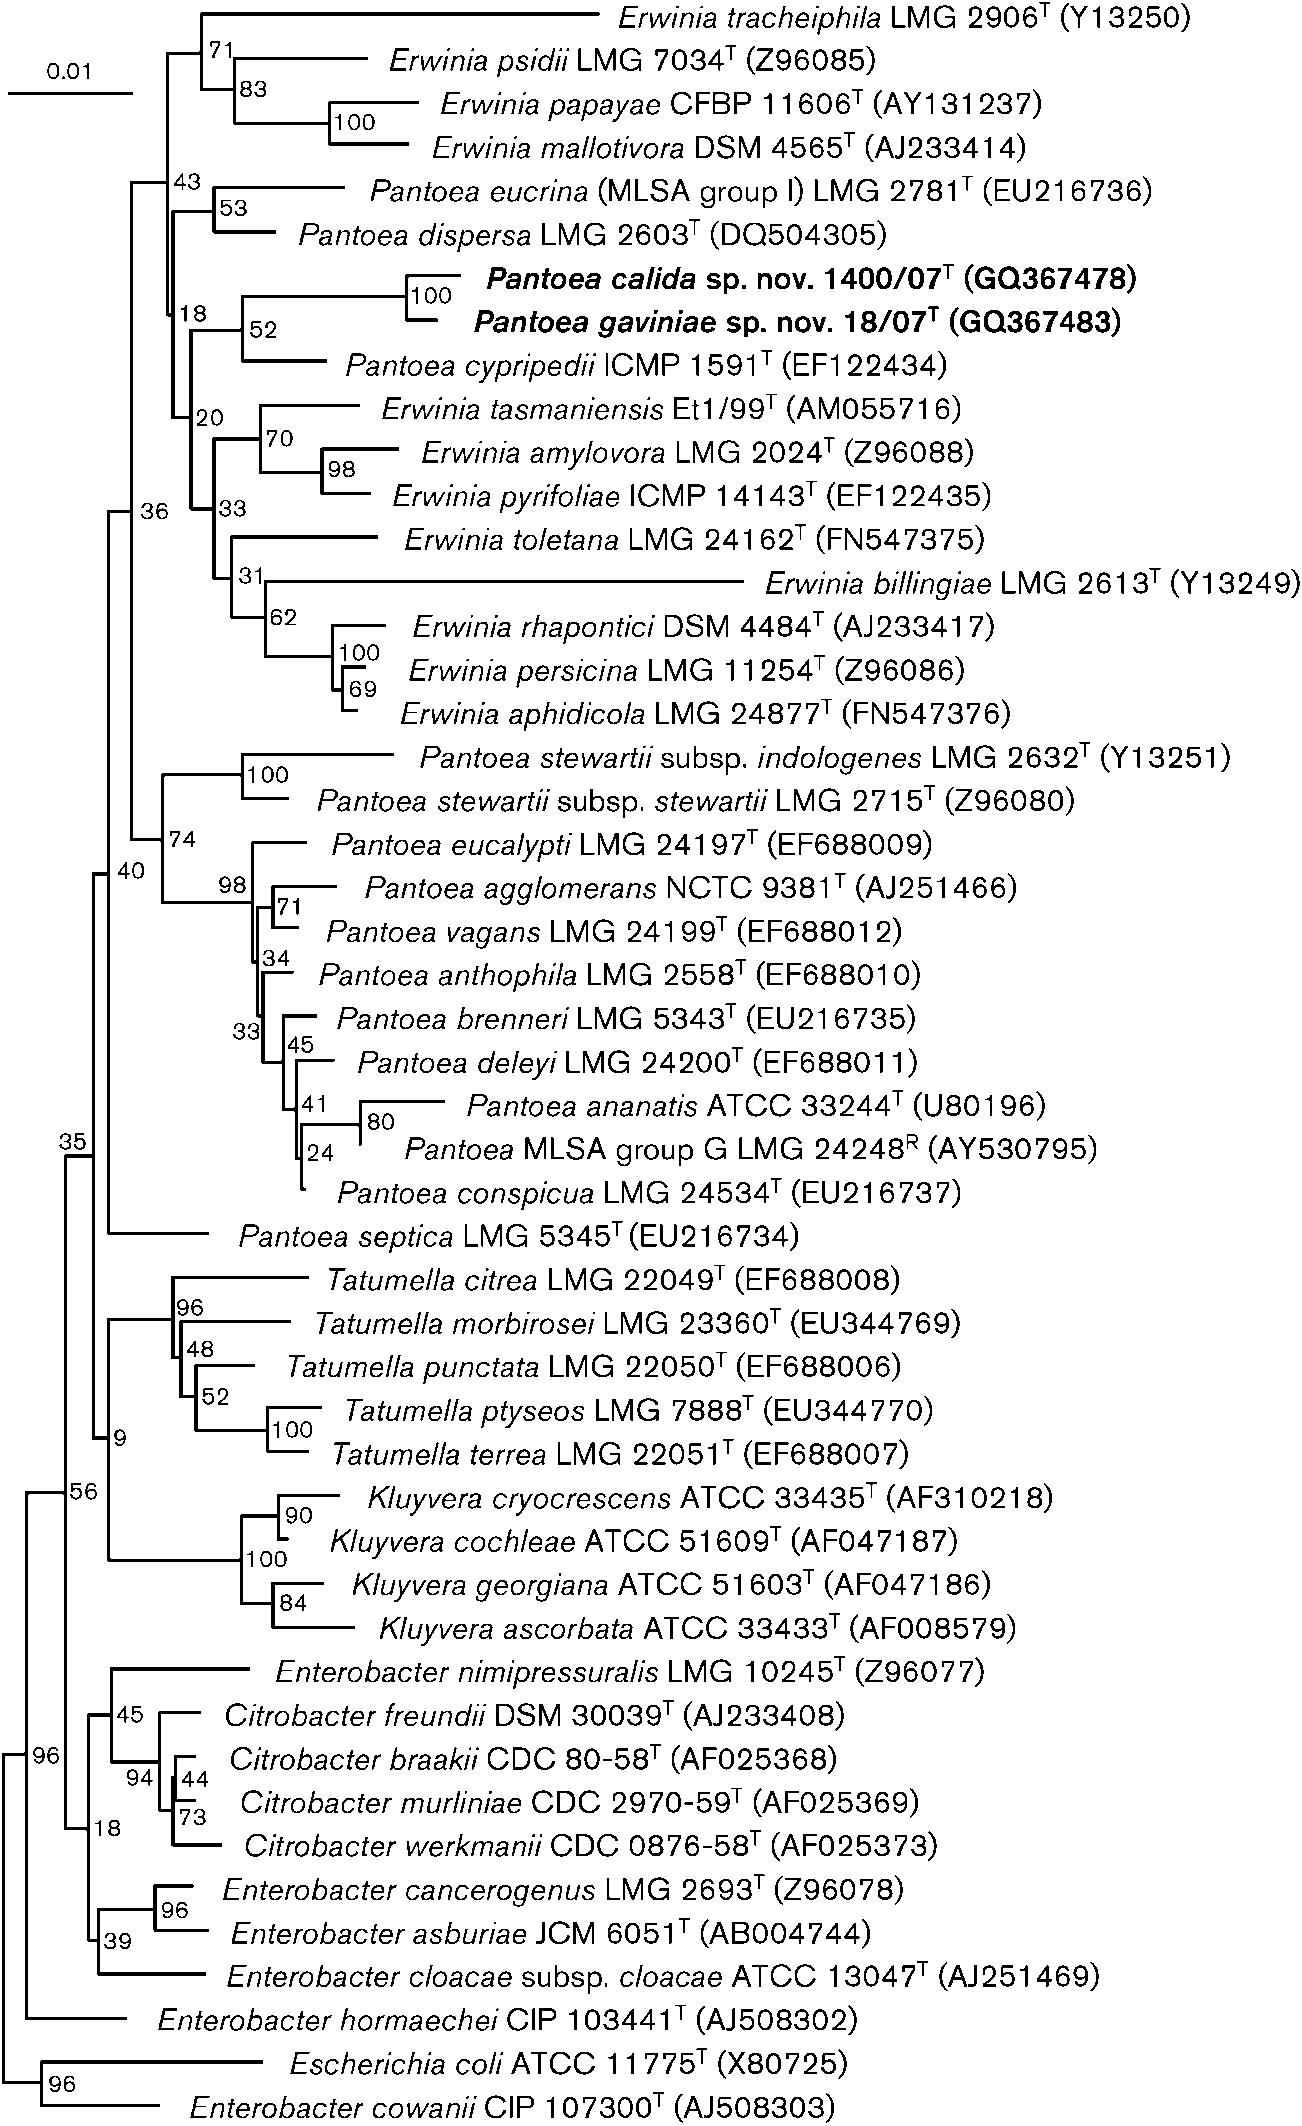 Erwinia tracheiphila LMG 2906ᵀ (Y13250)
71
0.01
Erwinia psidii LMG 7034ᵀ (Z96085)
83
Erwinia papayae CFBP 11606ᵀ (AY131237)
100
Erwinia mallotivora DSM 4565ᵀ (AJ233414)
43
Pantoea eucrina (MLSA group I) LMG 2781ᵀ (EU216736)
53
Pantoea dispersa LMG 2603ᵀ (DQ504305)
Pantoea calida sp. nov. 1400/07ᵀ (GQ367478)
100
18
Pantoea gaviniae sp. nov. 18/07ᵀ (GQ367483)
52
Pantoea cypripedii ICMP 1591ᵀ (EF122434)
Erwinia tasmaniensis Et1/99ᵀ (AM055716)
20
70
Erwinia amylovora LMG 2024ᵀ (Z96088)
98
Erwinia pyrifoliae ICMP 14143ᵀ (EF122435)
33
36
Erwinia toletana LMG 24162ᵀ (FN547375)
31
Erwinia billingiae LMG 2613ᵀ (Y13249)
62
Erwinia rhapontici DSM 4484ᵀ (AJ233417)
100
Erwinia persicina LMG 11254ᵀ (Z96086)
69
Erwinia aphidicola LMG 24877ᵀ (FN547376)
Pantoea stewartii subsp. indologenes LMG 2632ᵀ (Y13251)
100
Pantoea stewartii subsp. stewartii LMG 2715ᵀ (Z96080)
74
Pantoea eucalypti LMG 24197ᵀ (EF688009)
40
98
Pantoea agglomerans NCTC 9381ᵀ (AJ251466)
71
Pantoea vagans LMG 24199ᵀ (EF688012)
34
Pantoea anthophila LMG 2558ᵀ (EF688010)
Pantoea brenneri LMG 5343ᵀ (EU216735)
33
45
Pantoea deleyi LMG 24200ᵀ (EF688011)
41
Pantoea ananatis ATCC 33244ᵀ (U80196)
80
35
Pantoea MLSA group G LMG 24248ᴿ (AY530795)
24
Pantoea conspicua LMG 24534ᵀ (EU216737)
Pantoea septica LMG 5345ᵀ (EU216734)
Tatumella citrea LMG 22049ᵀ (EF688008)
96
Tatumella morbirosei LMG 23360ᵀ (EU344769)
48
Tatumella punctata LMG 22050ᵀ (EF688006)
52
Tatumella ptyseos LMG 7888ᵀ (EU344770)
100
9
Tatumella terrea LMG 22051ᵀ (EF688007)
56
Kluyvera cryocrescens ATCC 33435ᵀ (AF310218)
90
Kluyvera cochleae ATCC 51609ᵀ (AF047187)
100
Kluyvera georgiana ATCC 51603ᵀ (AF047186)
84
Kluyvera ascorbata ATCC 33433ᵀ (AF008579)
Enterobacter nimipressuralis LMG 10245ᵀ (Z96077)
45
Citrobacter freundii DSM 30039ᵀ (AJ233408)
96
Citrobacter braakii CDC 80-58ᵀ (AF025368)
94
44
Citrobacter murliniae CDC 2970-59ᵀ (AF025369)
73
18
Citrobacter werkmanii CDC 0876-58ᵀ (AF025373)
Enterobacter cancerogenus LMG 2693ᵀ (Z96078)
96
Enterobacter asburiae JCM 6051ᵀ (AB004744)
39
Enterobacter cloacae subsp. cloacae ATCC 13047ᵀ (AJ251469)
Enterobacter hormaechei CIP 103441ᵀ (AJ508302)
Escherichia coli ATCC 11775ᵀ (X80725)
96
Enterobacter cowanii CIP 107300ᵀ (AJ508303)